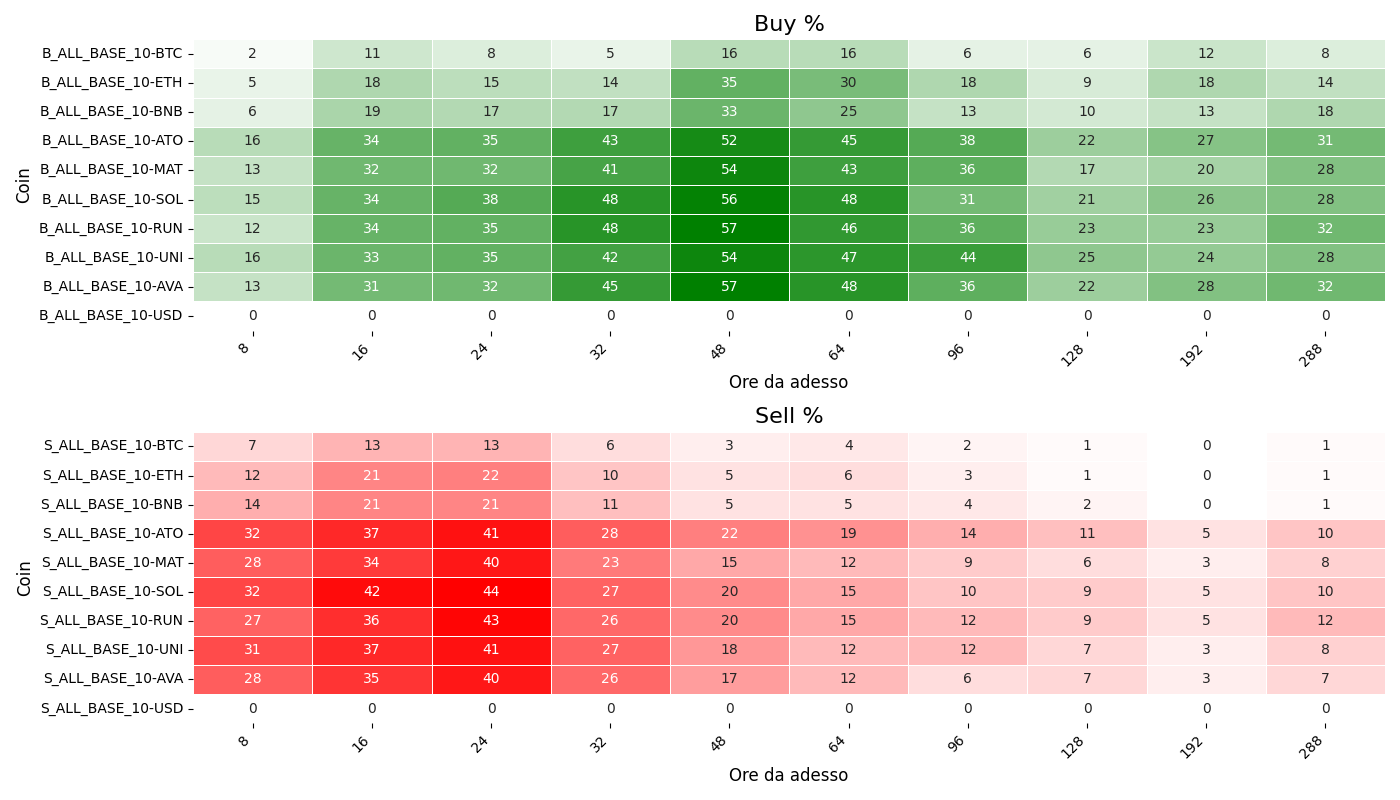 Buy %
Coin
B_ALL_BASE_10-BTC 2 11 8 5 16 16 6 6 12 8
B_ALL_BASE_10-ETH 5 18 15 14 35 30 18 9 18 14
B_ALL_BASE_10-BNB 6 19 17 17 33 25 13 10 13 18
B_ALL_BASE_10-ATO 16 34 35 43 52 45 38 22 27 31
B_ALL_BASE_10-MAT 13 32 32 41 54 43 36 17 20 28
B_ALL_BASE_10-SOL 15 34 38 48 56 48 31 21 26 28
B_ALL_BASE_10-RUN 12 34 35 48 57 46 36 23 23 32
B_ALL_BASE_10-UNI 16 33 35 42 54 47 44 25 24 28
B_ALL_BASE_10-AVA 13 31 32 45 57 48 36 22 28 32
B_ALL_BASE_10-USD 0 0 0 0 0 0 0 0 0 0
8 16 24 32 48 64 96 128 192 288
Ore da adesso
Sell %
Coin
S_ALL_BASE_10-BTC 7 13 13 6 3 4 2 1 0 1
S_ALL_BASE_10-ETH 12 21 22 10 5 6 3 1 0 1
S_ALL_BASE_10-BNB 14 21 21 11 5 5 4 2 0 1
S_ALL_BASE_10-ATO 32 37 41 28 22 19 14 11 5 10
S_ALL_BASE_10-MAT 28 34 40 23 15 12 9 6 3 8
S_ALL_BASE_10-SOL 32 42 44 27 20 15 10 9 5 10
S_ALL_BASE_10-RUN 27 36 43 26 20 15 12 9 5 12
S_ALL_BASE_10-UNI 31 37 41 27 18 12 12 7 3 8
S_ALL_BASE_10-AVA 28 35 40 26 17 12 6 7 3 7
S_ALL_BASE_10-USD 0 0 0 0 0 0 0 0 0 0
8 16 24 32 48 64 96 128 192 288
Ore da adesso